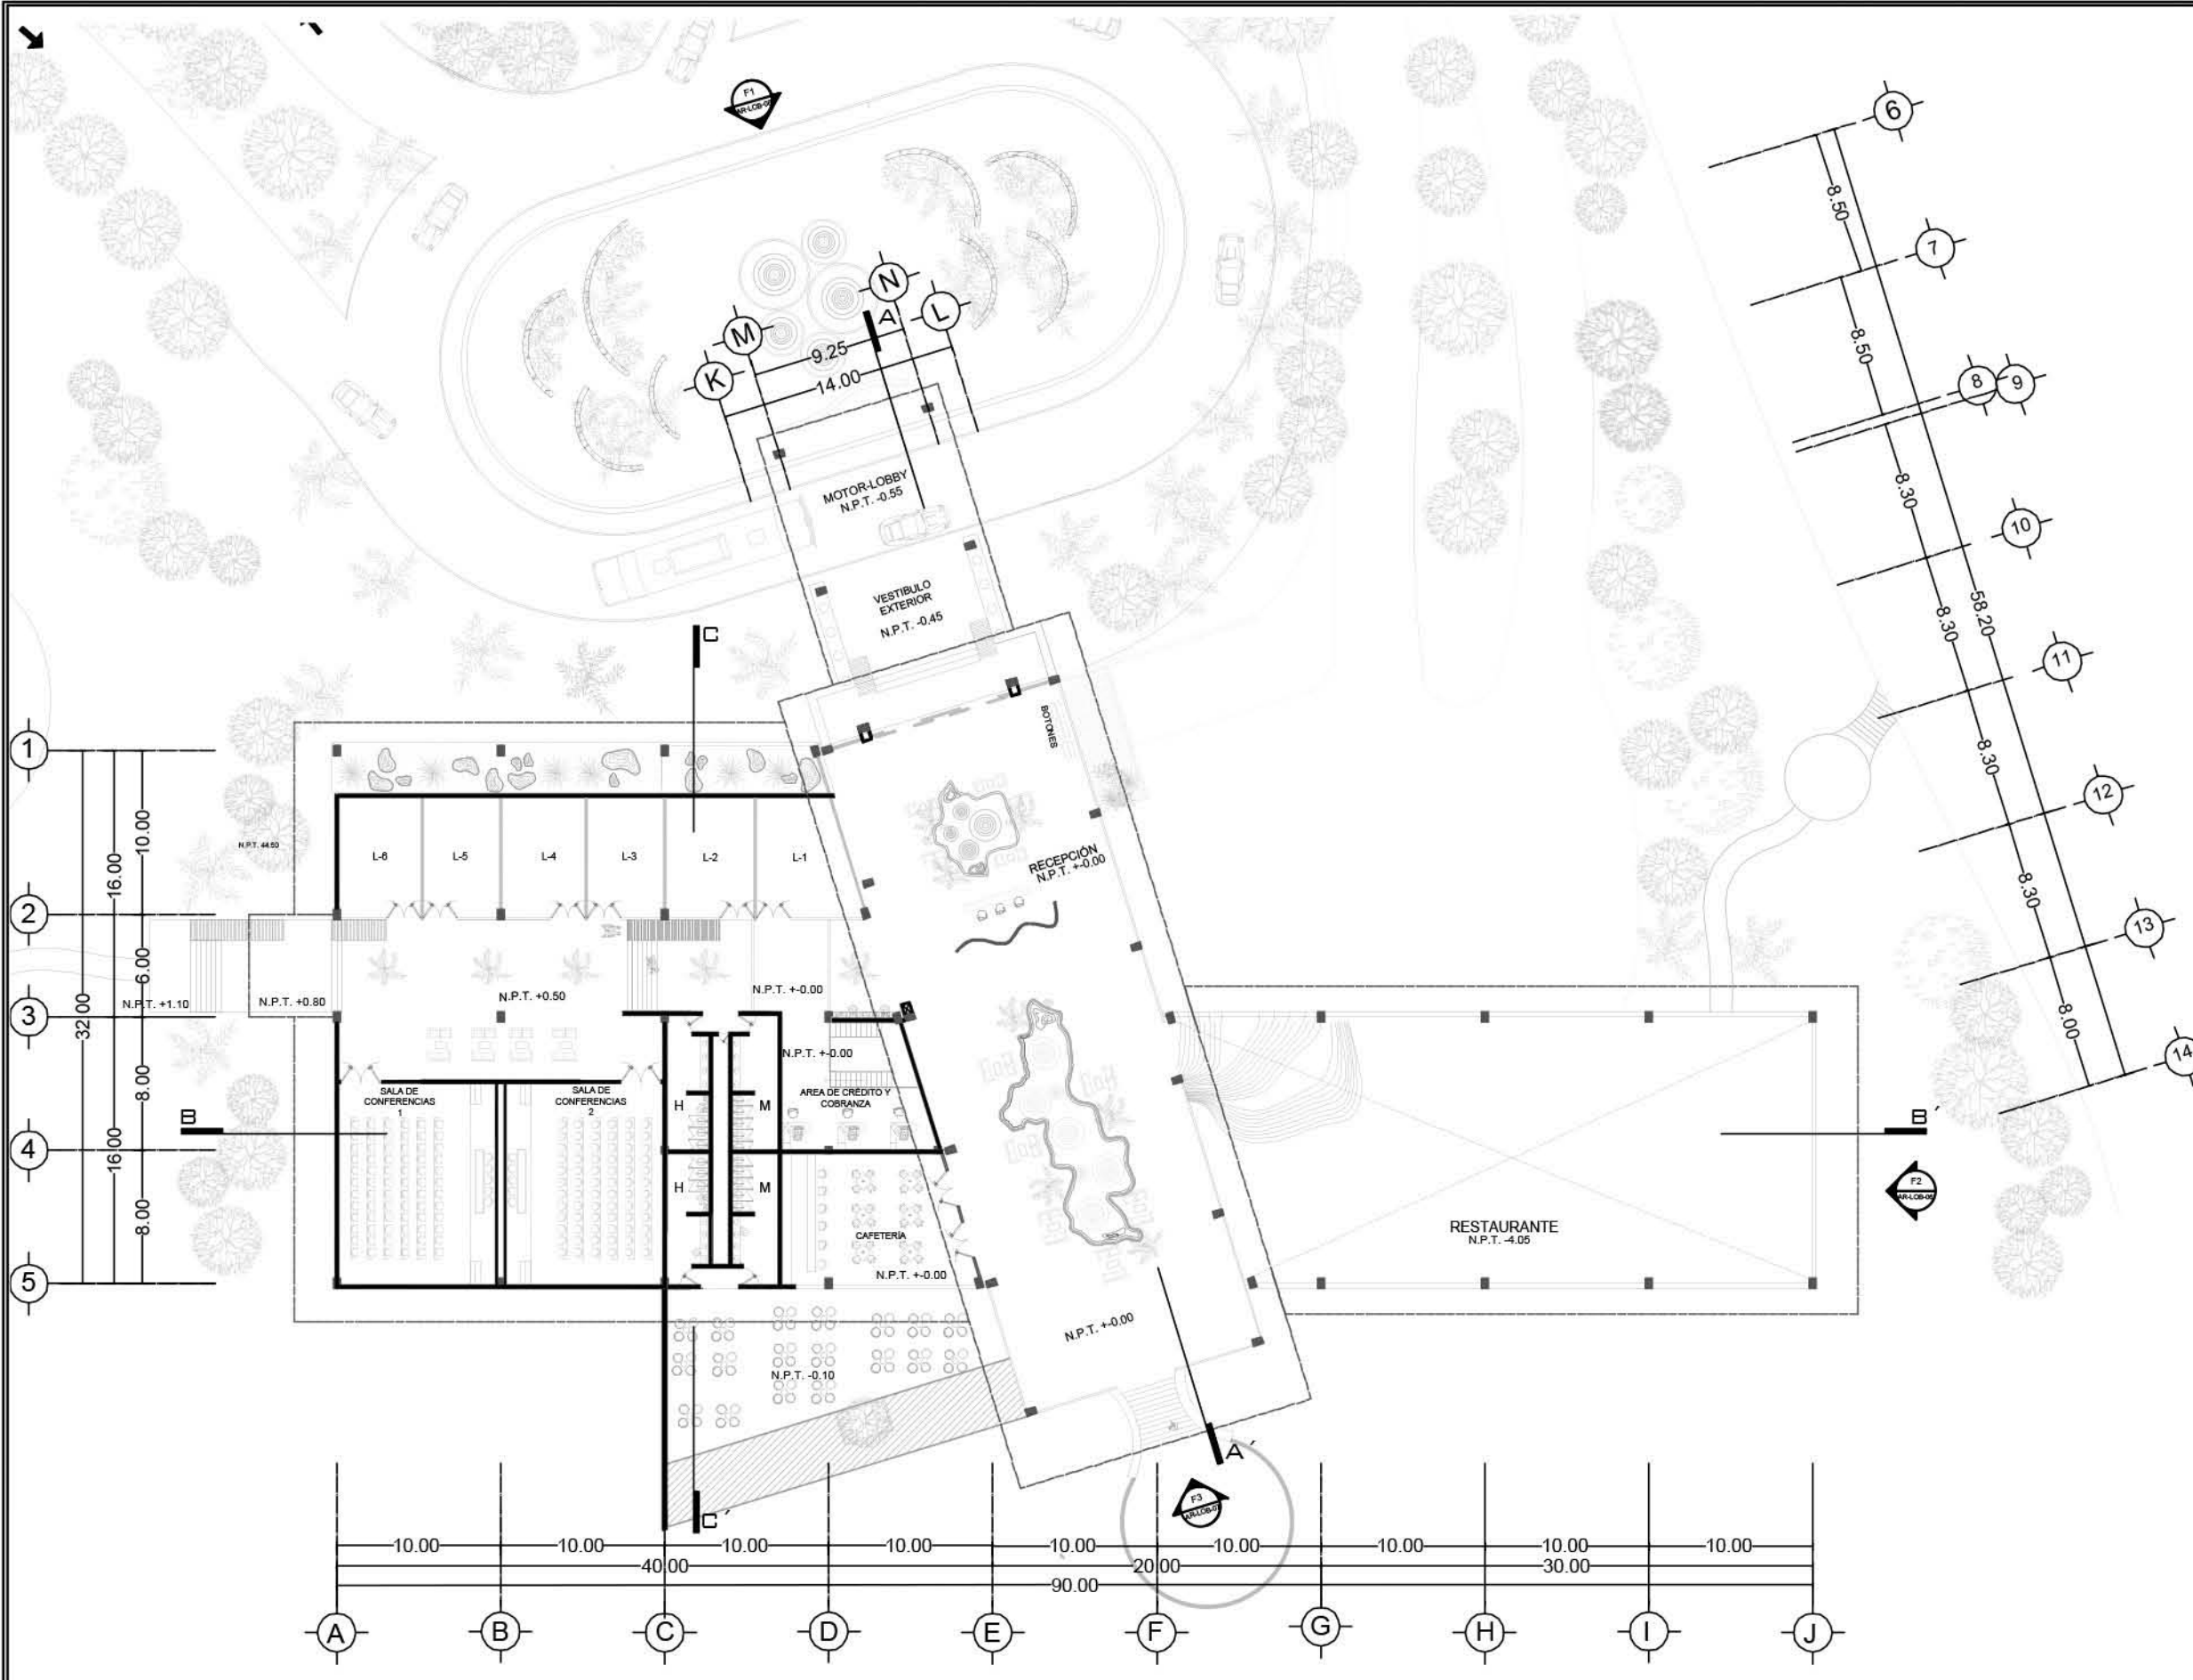 F1
6
8.50
7
N
A
L
M
9.25
K
14.00
8.50
8
9
MOTOR-LOBBY
N.P.T. -0.55
8.30
10
VESTIBULO
EXTERIOR
N.P.T. -0.45
58.20
8.30
11
C
BOTONES
1
8.30
12
10.00
16.00
N.P.T. 44.50
L-6
L-5
L-4
L-3
L-2
L-1
RECEPCIÓN
N.P.T. +-0.00
8.30
2
13
6.00
32.00
N.P.T. +1.10
N.P.T. +0.80
N.P.T. +0.50
N.P.T. +-0.00
3
8.00
14
N.P.T. +-0.00
8.00
SALA DE
CONFERENCIAS
1
SALA DE
CONFERENCIAS
2
AREA DE CRÉDITO Y
COBRANZA
H
M
B
B´
4
16.00
H
M
F2
AR-LOB-06
8.00
CAFETERÍA
RESTAURANTE
N.P.T. -4.05
N.P.T. +-0.00
5
N.P.T. +-0.00
N.P.T. -0.10
A´
F3
C´
10.00
10.00
10.00
10.00
10.00
10.00
10.00
10.00
10.00
40.00
20.00
30.00
90.00
A
B
C
D
E
F
G
H
I
J